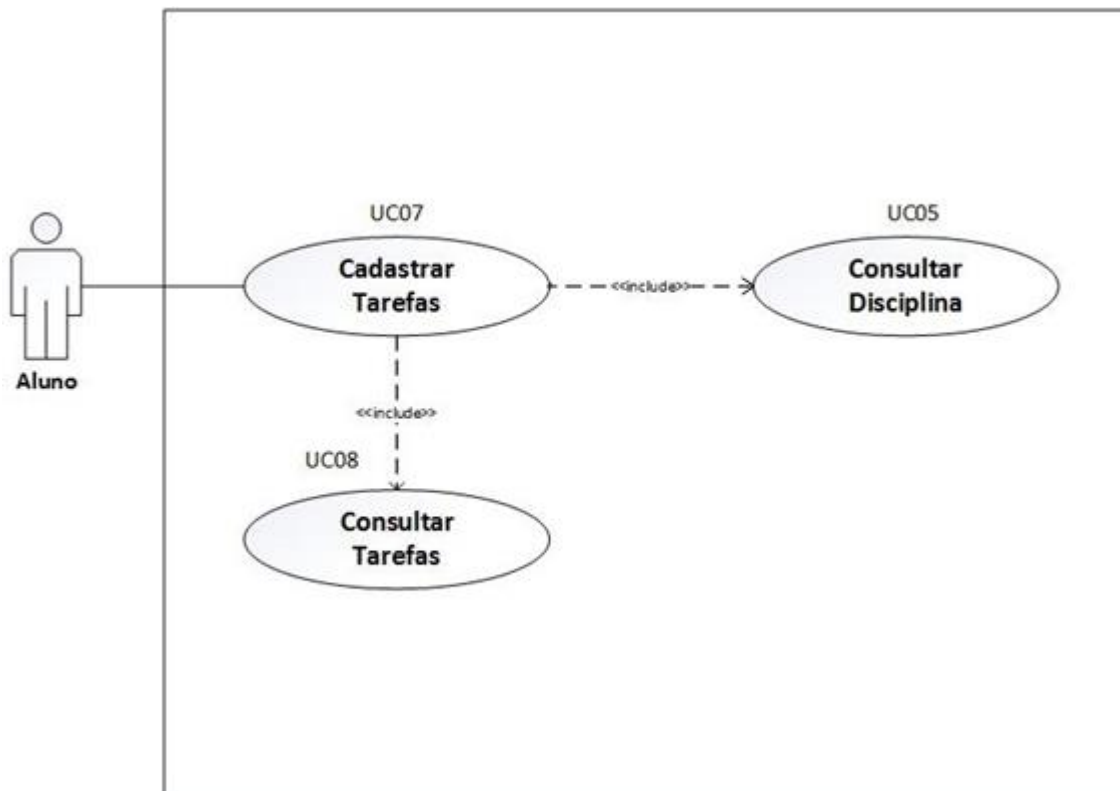 UC07
UC05
Cadastrar
Tarefas
<<include>>
Consultar
Disciplina
Aluno
<<include>>
UC08
Consultar
Tarefas